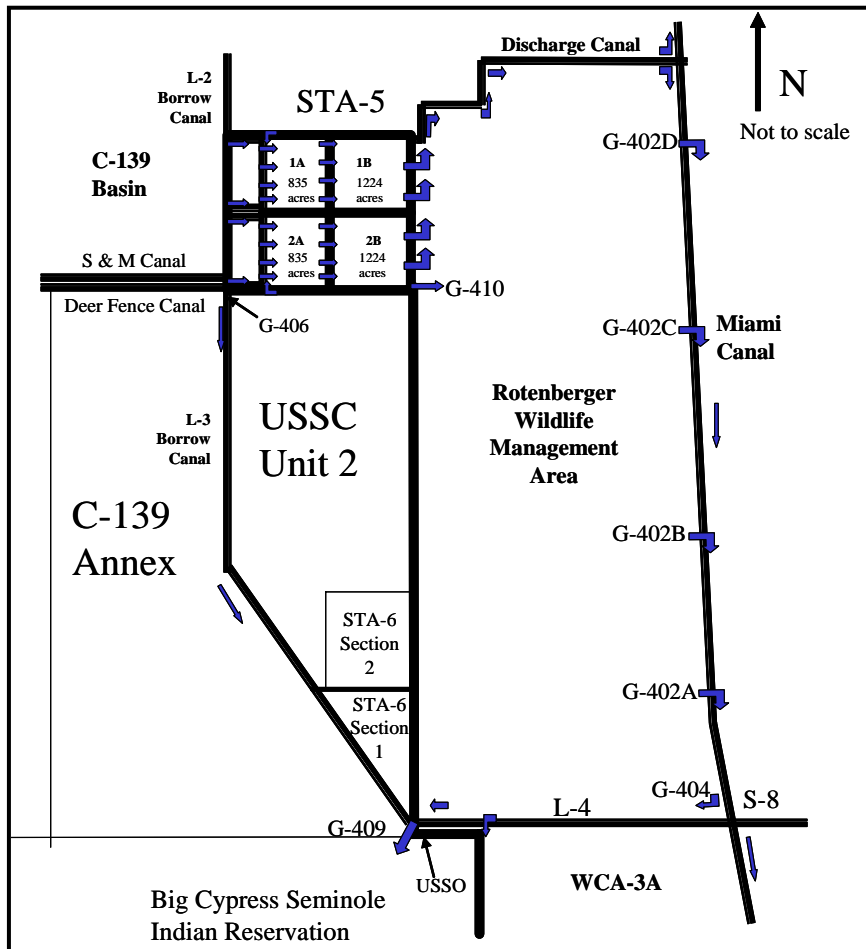 Discharge Canal
N
Not to scale
L-2
Borrow
Canal
STA-5
G-402D
C-139
Basin
1A
835
acres
1B
1224
acres
2A
835
acres
2B
1224
acres
S & M Canal
Deer Fence Canal
G-410
G-406
G-402C
Miami
Canal
L-3
Borrow
Canal
USSC
Unit 2
Rotenberger
Wildlife
Management
Area
C-139
Annex
G-402B
STA-6
Section
2
G-402A
STA-6
Section
1
G-404
S-8
L-4
G-409
USSO
WCA-3A
Big Cypress Seminole
Indian Reservation